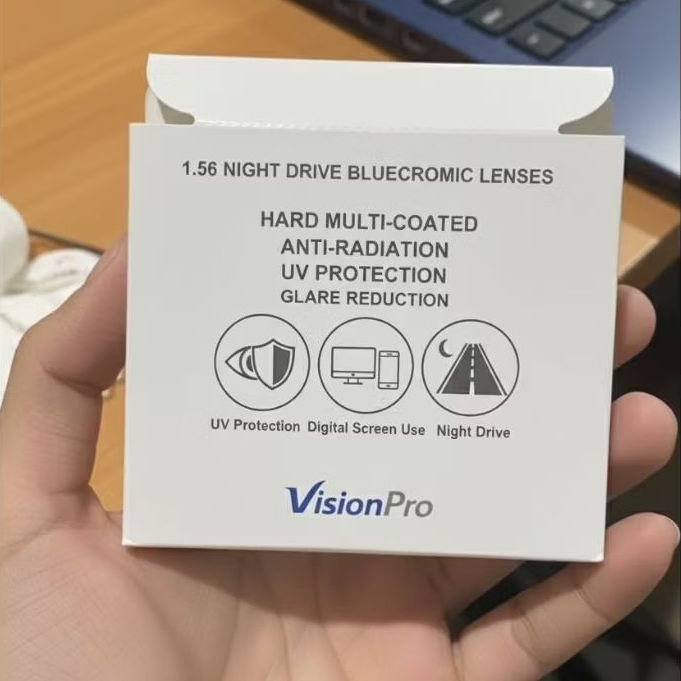 1.56 NIGHT DRIVE BLUECROMIC LENSES
HARD MULTI-COATED
ANTI-RADIATION
UV PROTECTION
GLARE REDUCTION
UV Protection Digital Screen Use Night Drive
VisionPro